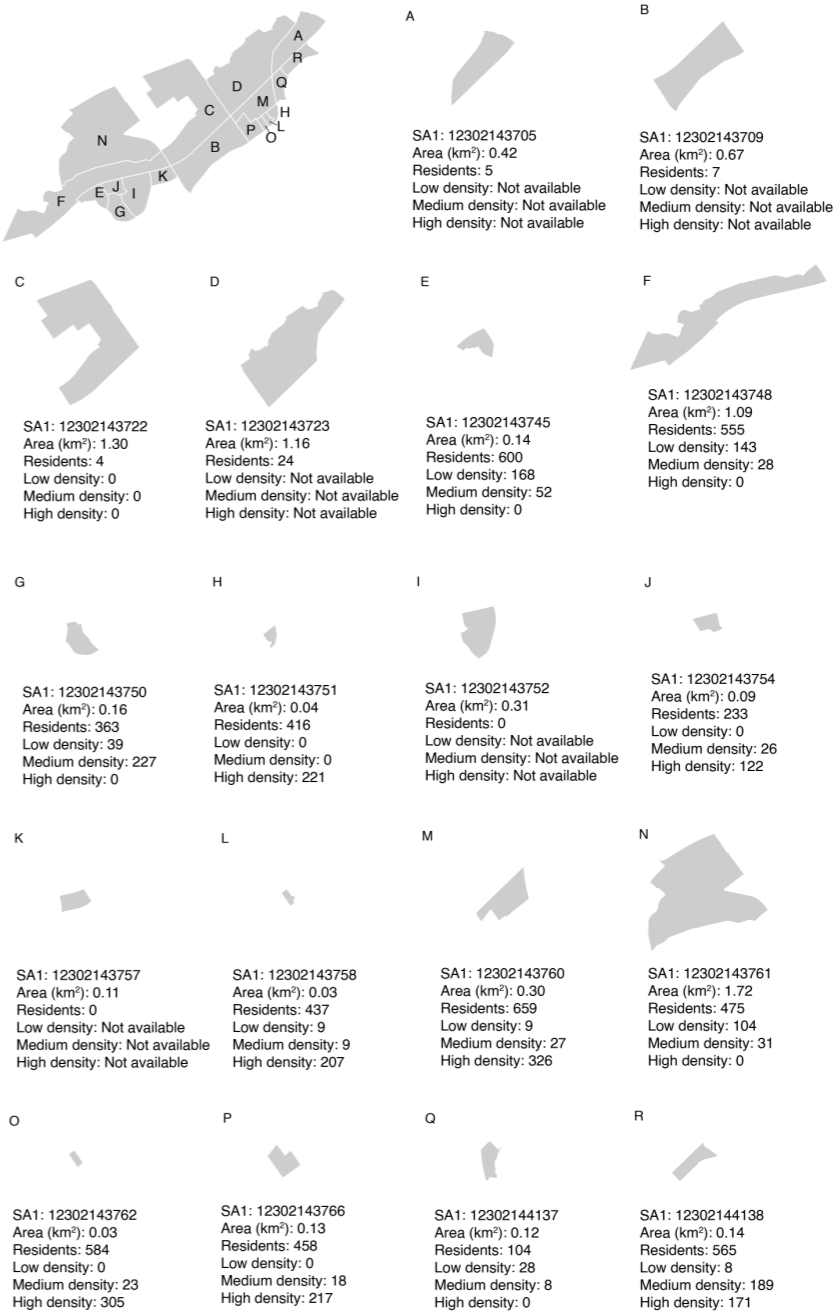 A
R
D
Q
C
M
H
N
P
L
O
B
K
J
E
I
F
G
A
SA1: 12302143705
Area (km²): 0.42
Residents: 5
Low density: Not available
Medium density: Not available
High density: Not available
B
SA1: 12302143709
Area (km²): 0.67
Residents: 7
Low density: Not available
Medium density: Not available
High density: Not available
C
SA1: 12302143722
Area (km²): 1.30
Residents: 4
Low density: 0
Medium density: 0
High density: 0
D
SA1: 12302143723
Area (km²): 1.16
Residents: 24
Low density: Not available
Medium density: Not available
High density: Not available
E
SA1: 12302143745
Area (km²): 0.14
Residents: 600
Low density: 168
Medium density: 52
High density: 0
F
SA1: 12302143748
Area (km²): 1.09
Residents: 555
Low density: 143
Medium density: 28
High density: 0
G
SA1: 12302143750
Area (km²): 0.16
Residents: 363
Low density: 39
Medium density: 227
High density: 0
H
SA1: 12302143751
Area (km²): 0.04
Residents: 416
Low density: 0
Medium density: 0
High density: 221
I
SA1: 12302143752
Area (km²): 0.31
Residents: 0
Low density: Not available
Medium density: Not available
High density: Not available
J
SA1: 12302143754
Area (km²): 0.09
Residents: 233
Low density: 0
Medium density: 26
High density: 122
K
SA1: 12302143757
Area (km²): 0.11
Residents: 0
Low density: Not available
Medium density: Not available
High density: Not available
L
SA1: 12302143758
Area (km²): 0.03
Residents: 437
Low density: 9
Medium density: 9
High density: 207
M
SA1: 12302143760
Area (km²): 0.30
Residents: 659
Low density: 9
Medium density: 27
High density: 326
N
SA1: 12302143761
Area (km²): 1.72
Residents: 475
Low density: 104
Medium density: 31
High density: 0
O
SA1: 12302143762
Area (km²): 0.03
Residents: 584
Low density: 0
Medium density: 23
High density: 305
P
SA1: 12302143766
Area (km²): 0.13
Residents: 458
Low density: 0
Medium density: 18
High density: 217
Q
SA1: 12302144137
Area (km²): 0.12
Residents: 104
Low density: 28
Medium density: 8
High density: 0
R
SA1: 12302144138
Area (km²): 0.14
Residents: 565
Low density: 8
Medium density: 189
High density: 171